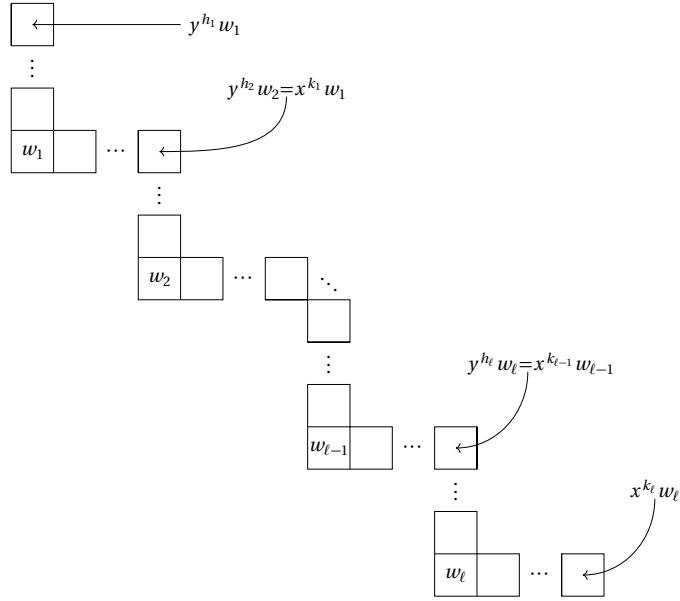 y^{h_1} w_1
⋮
y^{h_2} w_2=x^{k_1} w_1
w_1 ⋯
⋮
w_2 ⋯ ⋱
⋮
y^{h_ℓ} w_ℓ=x^{k_{ℓ−1}} w_{ℓ−1}
w_{ℓ−1} ⋯
⋮
x^{k_ℓ} w_ℓ
w_ℓ ⋯